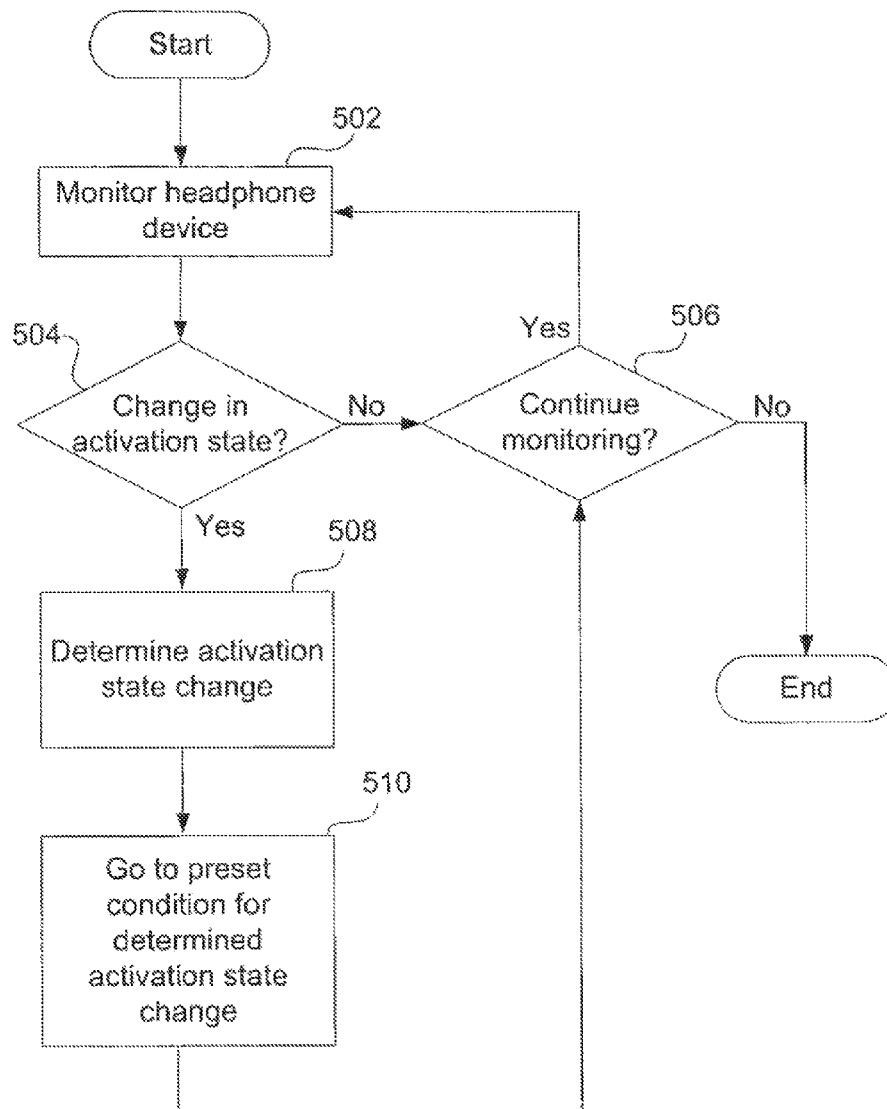 Start
502
Monitor headphone
device
504
Change in
activation state?
No
Yes
506
Continue
monitoring?
Yes
No
508
Determine activation
state change
End
510
Go to preset
condition for
determined
activation state
change